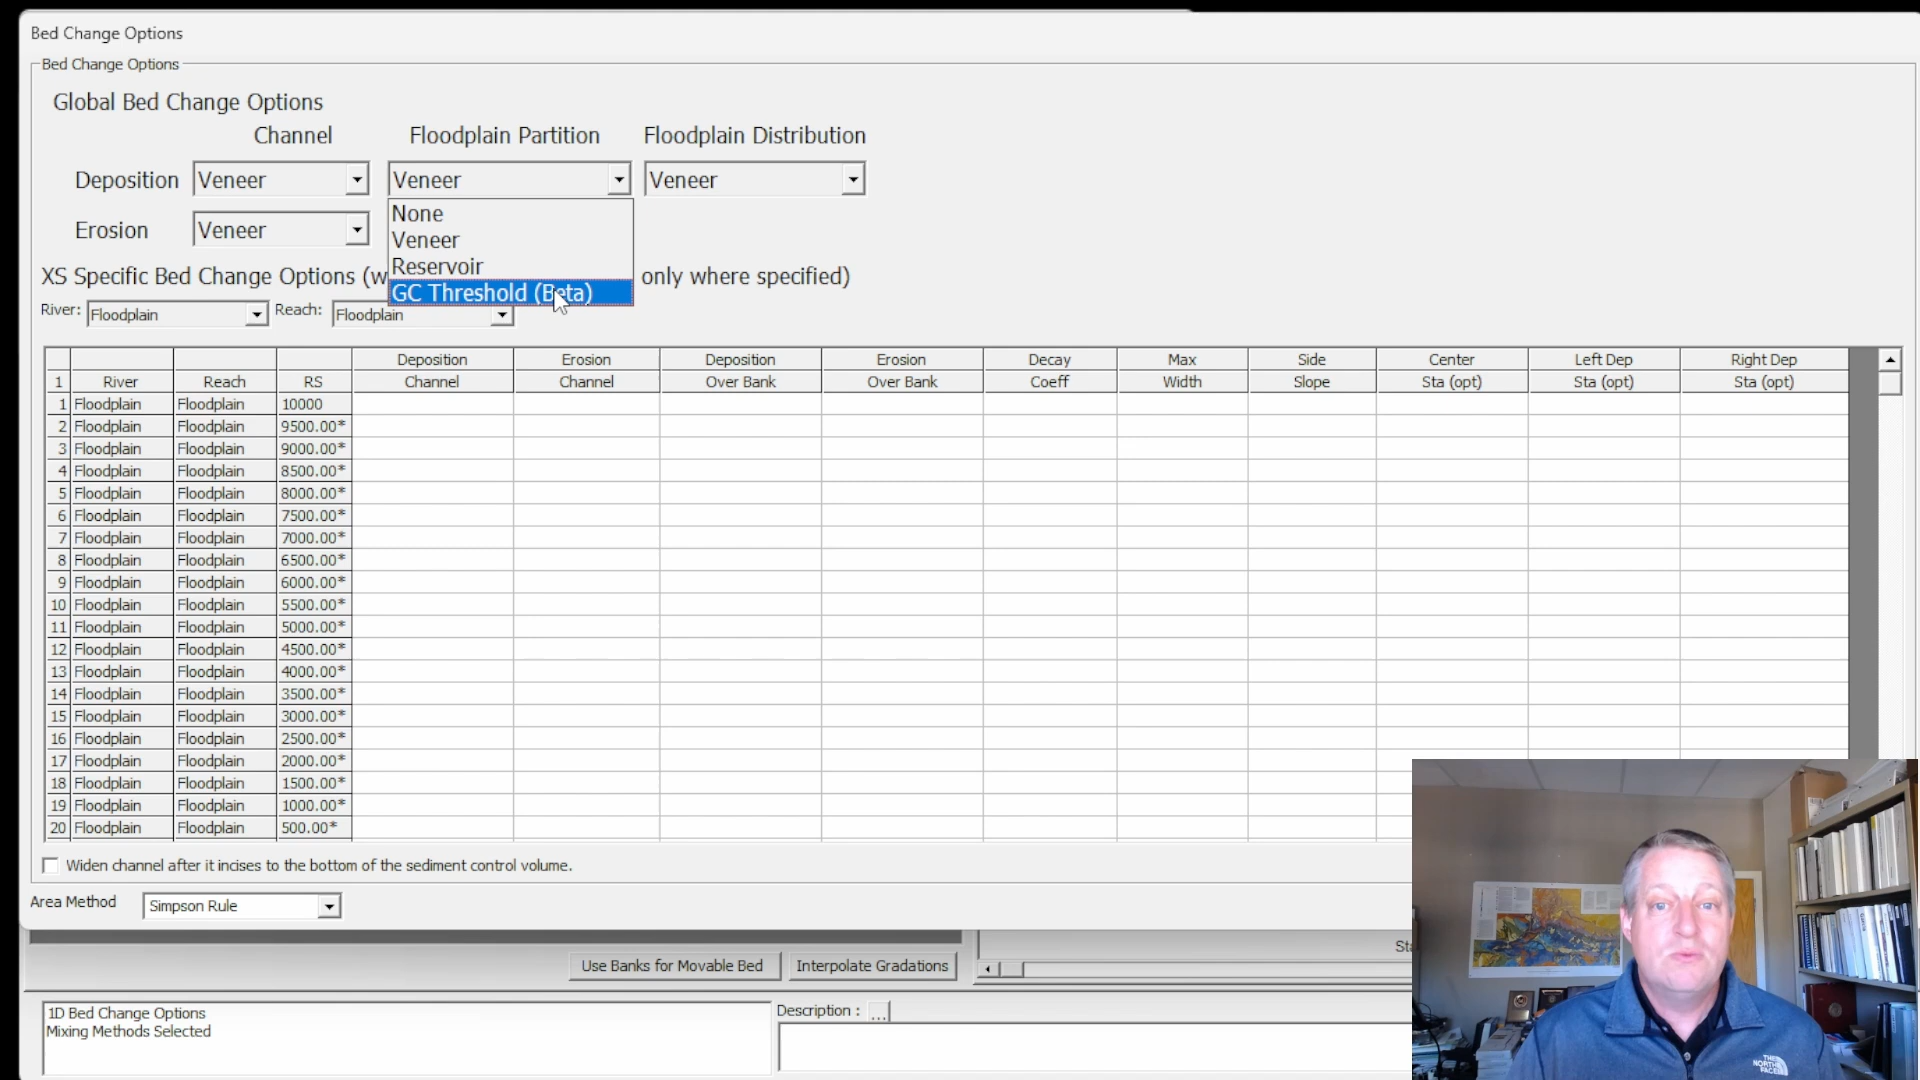 Bed Change Options
Bed Change Options
Global Bed Change Options
Channel Floodplain Partition Floodplain Distribution
Deposition Veneer Veneer Veneer
None
Erosion Veneer
Veneer
Reservoir
XS Specific Bed Change Options (w only where specified)
GC Threshold (Beta)
River: Floodplain Reach: Floodplain
Deposition Erosion Deposition Erosion Decay Max Side Center Left Dep Right Dep
1 River Reach RS Channel Channel Over Bank Over Bank Coeff Width Slope Sta (opt) Sta (opt) Sta (opt)
1 Floodplain Floodplain 10000
2 Floodplain Floodplain 9500.00*
3 Floodplain Floodplain 9000.00*
4 Floodplain Floodplain 8500.00*
5 Floodplain Floodplain 8000.00*
6 Floodplain Floodplain 7500.00*
7 Floodplain Floodplain 7000.00*
8 Floodplain Floodplain 6500.00*
9 Floodplain Floodplain 6000.00*
10 Floodplain Floodplain 5500.00*
11 Floodplain Floodplain 5000.00*
12 Floodplain Floodplain 4500.00*
13 Floodplain Floodplain 4000.00*
14 Floodplain Floodplain 3500.00*
15 Floodplain Floodplain 3000.00*
16 Floodplain Floodplain 2500.00*
17 Floodplain Floodplain 2000.00*
18 Floodplain Floodplain 1500.00*
19 Floodplain Floodplain 1000.00*
20 Floodplain Floodplain 500.00*
Widen channel after it incises to the bottom of the sediment control volume.
Area Method Simpson Rule
Use Banks for Movable Bed Interpolate Gradations
1D Bed Change Options
Mixing Methods Selected
Description : ...
THE NORTH FACE